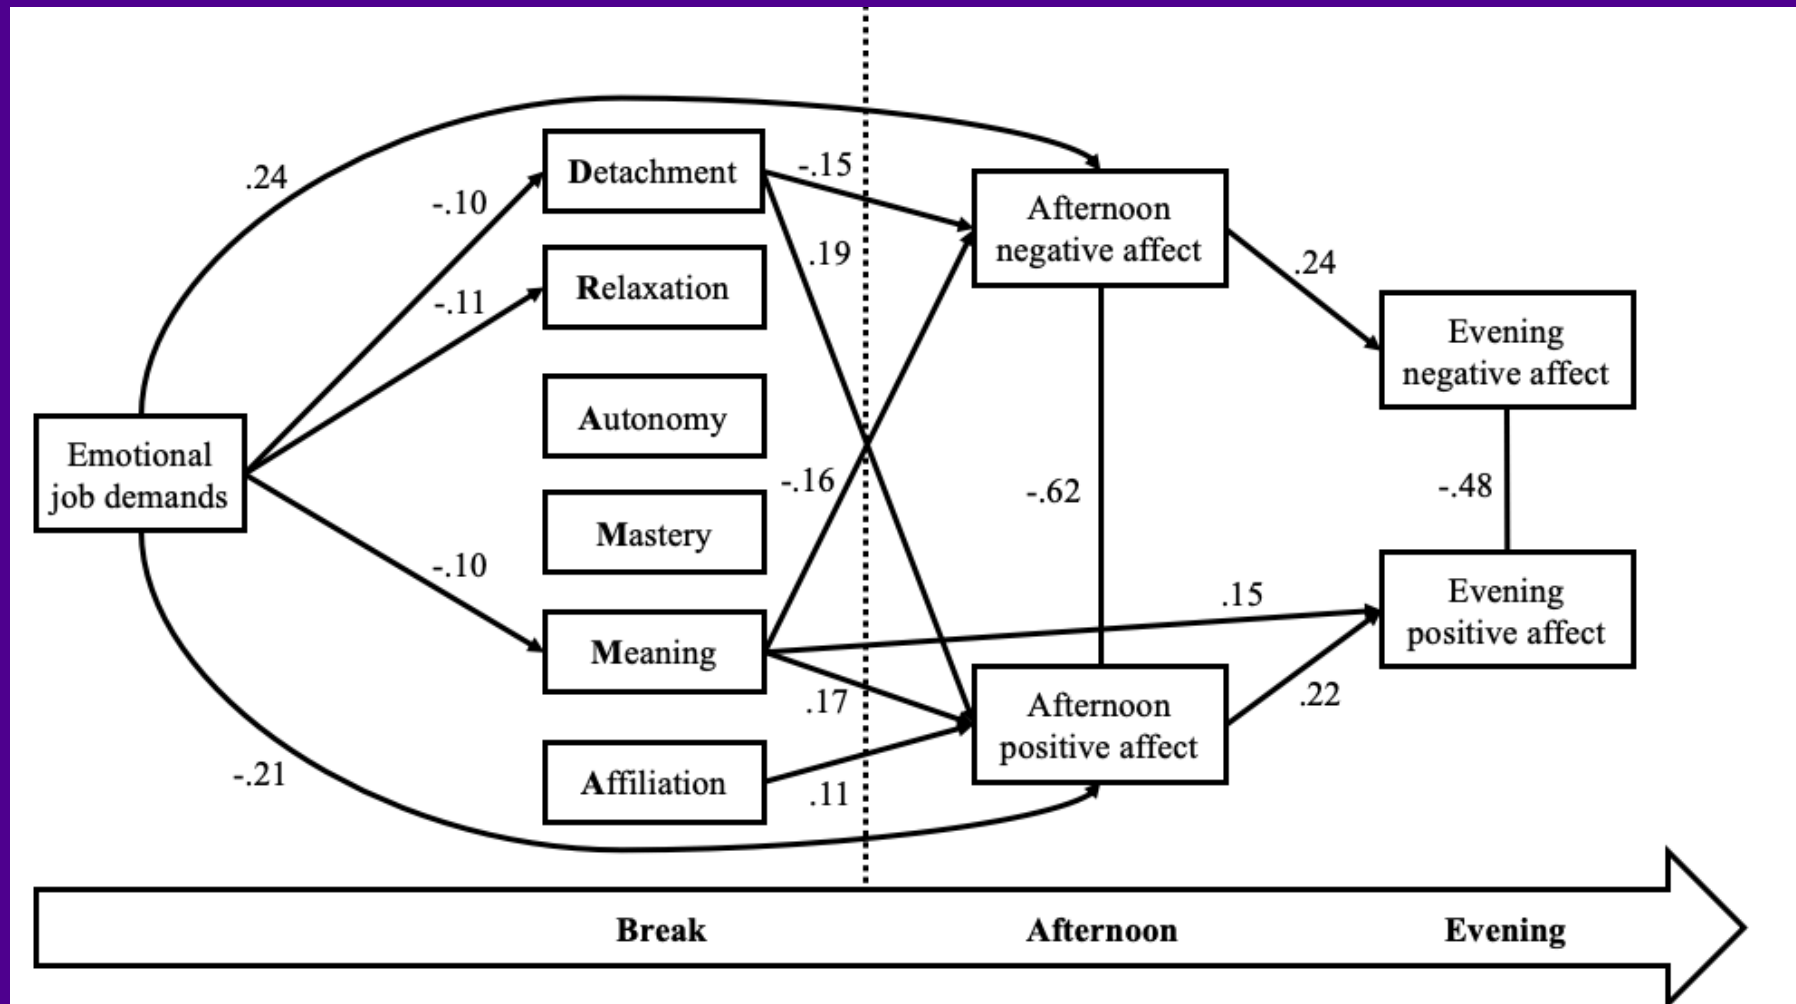 .24
-.10
Detachment
-.15
Afternoon
negative affect
.19
Relaxation
-.11
.24
Evening
negative affect
Autonomy
Emotional
job demands
-.16
-.62
-.48
Mastery
-.10
.15
Evening
positive affect
Meaning
.17
Afternoon
positive affect
.22
-.21
Affiliation
.11
Break
Afternoon
Evening